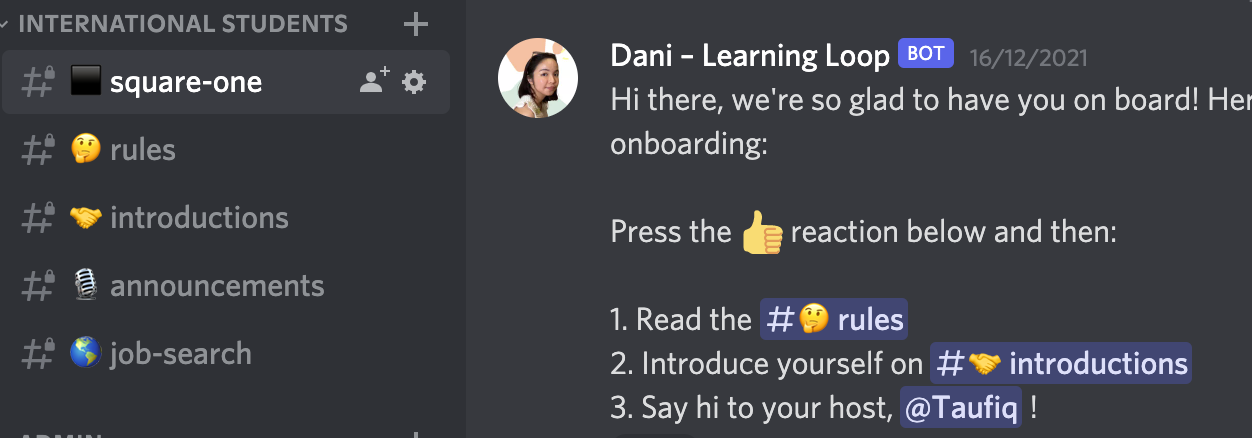 INTERNATIONAL STUDENTS
square-one
rules
introductions
announcements
job-search
ADMIN
Dani – Learning Loop BOT 16/12/2021
Hi there, we're so glad to have you on board! Her
onboarding:
Press the 👍 reaction below and then:
1. Read the #🤔 rules
2. Introduce yourself on #🤝 introductions
3. Say hi to your host, @Taufiq !